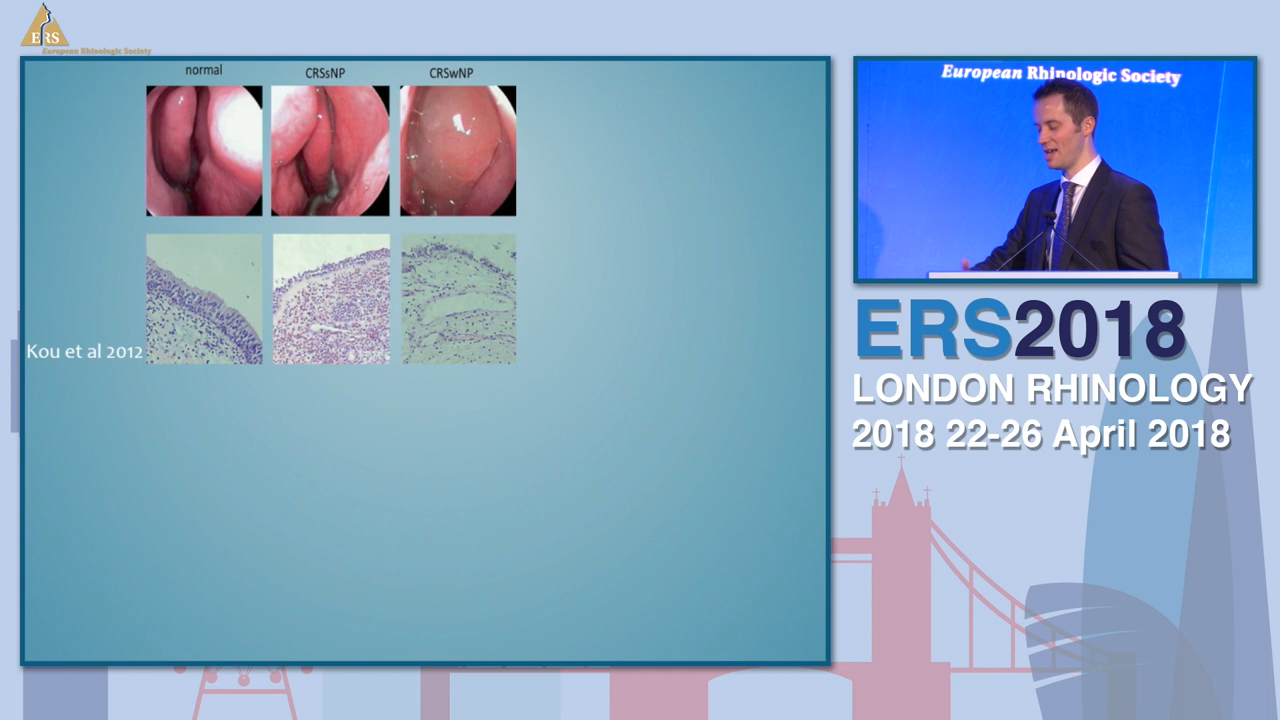 ERS
European Rhinologic Society
normal
CRSsNP
CRSwNP
Kou et al 2012
European Rhinologic Society
ERS2018
LONDON RHINOLOGY
2018 22-26 April 2018